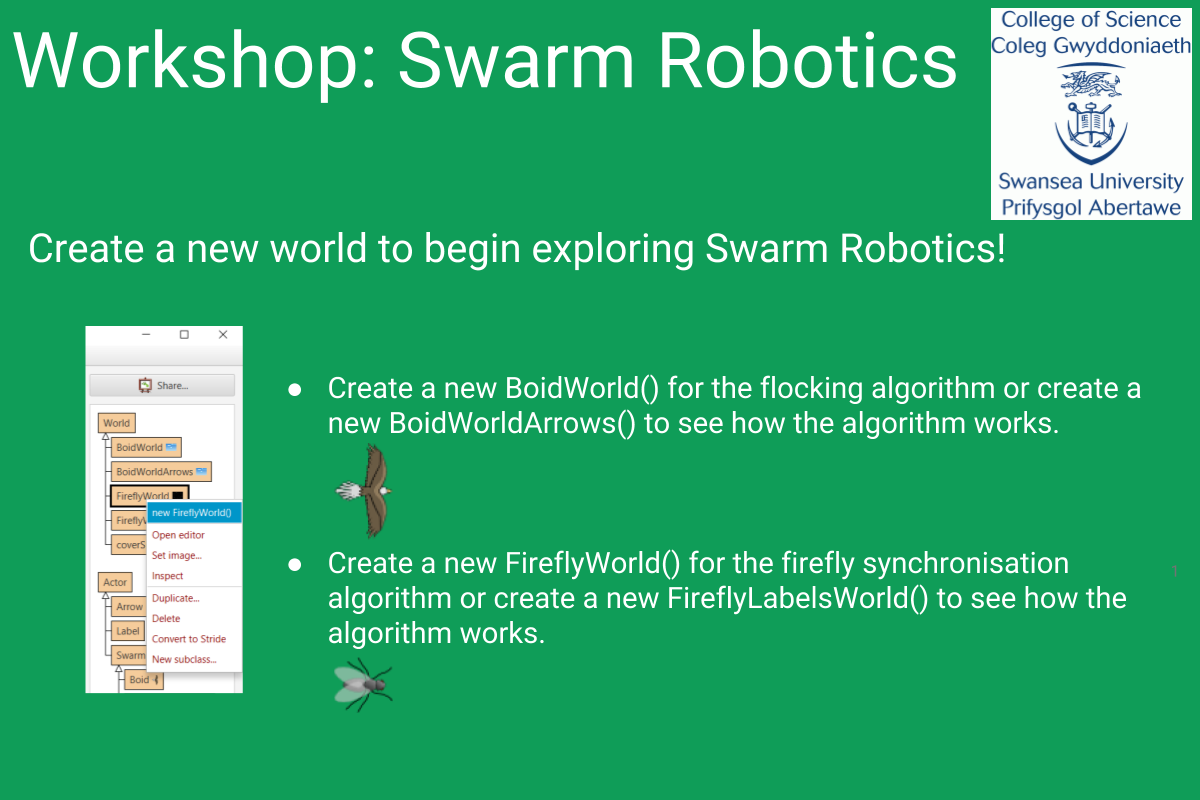 Workshop: Swarm Robotics
College of Science
Coleg Gwyddoniaeth
Swansea University
Prifysgol Abertawe
Create a new world to begin exploring Swarm Robotics!
Share...
World
BoidWorld
BoidWorldArrows
FireflyWorld
new FireflyWorld()
Open editor
Set image...
Inspect
Duplicate...
Delete
Convert to Stride
New subclass...
Actor
Arrow
Label
Swarm
Boid
● Create a new BoidWorld() for the flocking algorithm or create a
new BoidWorldArrows() to see how the algorithm works.
● Create a new FireflyWorld() for the firefly synchronisation
algorithm or create a new FireflyLabelsWorld() to see how the
algorithm works.
1